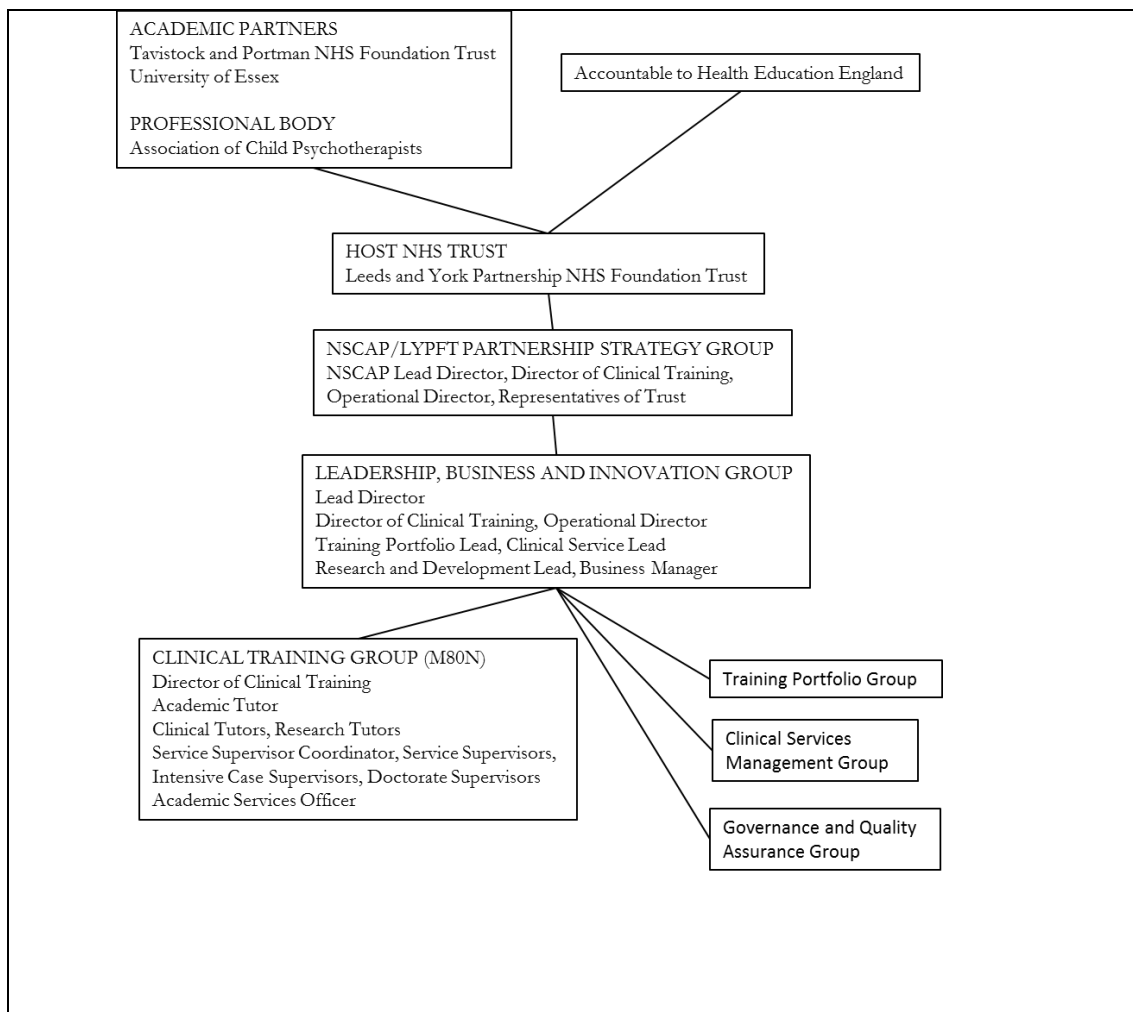 ACADEMIC PARTNERS
Tavistock and Portman NHS Foundation Trust
University of Essex
PROFESSIONAL BODY
Association of Child Psychotherapists
Accountable to Health Education England
HOST NHS TRUST
Leeds and York Partnership NHS Foundation Trust
NSCAP/LYPFT PARTNERSHIP STRATEGY GROUP
NSCAP Lead Director, Director of Clinical Training,
Operational Director, Representatives of Trust
LEADERSHIP, BUSINESS AND INNOVATION GROUP
Lead Director
Director of Clinical Training, Operational Director
Training Portfolio Lead, Clinical Service Lead
Research and Development Lead, Business Manager
CLINICAL TRAINING GROUP (M80N)
Director of Clinical Training
Academic Tutor
Clinical Tutors, Research Tutors
Service Supervisor Coordinator, Service Supervisors,
Intensive Case Supervisors, Doctorate Supervisors
Academic Services Officer
Training Portfolio Group
Clinical Services
Management Group
Governance and Quality
Assurance Group